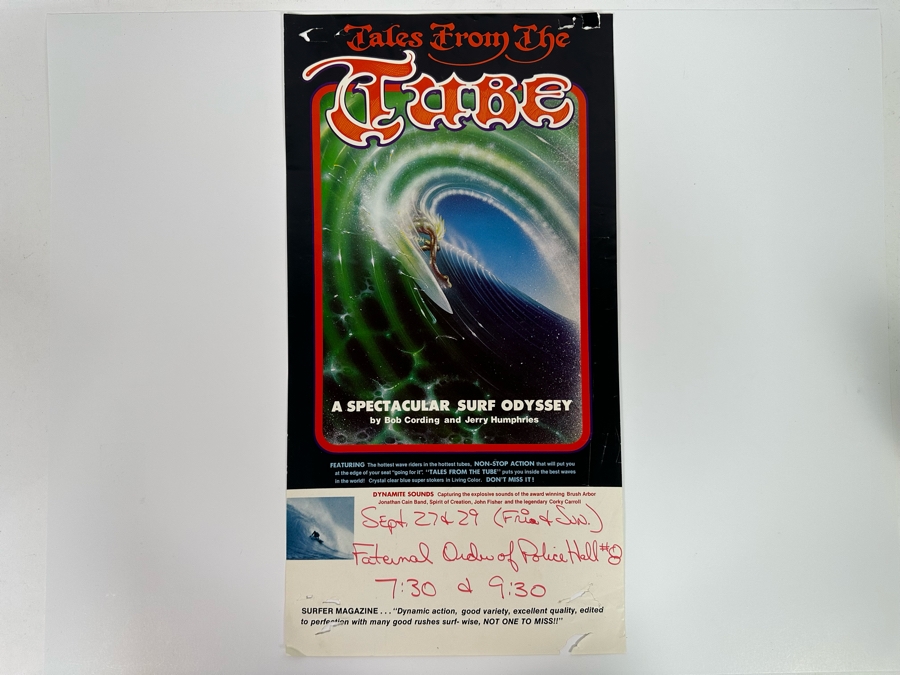 Tales From The
TUBE
A SPECTACULAR SURF ODYSSEY
by Bob Cording and Jerry Humphries
FEATURING The hottest wave riders in the hottest tubes, NON-STOP ACTION that will put you
at the edge of your seat "going for it". "TALES FROM THE TUBE" puts you inside the best waves
in the world! Crystal clear blue super stokers in Living Color. DON'T MISS IT!
DYNAMITE SOUNDS Capturing the explosive sounds of the award winning Brush Arbor
Jonathan Cain Band, Spirit of Creation, John Fisher and the legendary Corky Carroll
Sept. 27 & 29 (Fri & Sun.)
Faternal Order of Police Hall #8
7:30 & 9:30
SURFER MAGAZINE . . . "Dynamic action, good variety, excellent quality, edited
to perfection with many good rushes surf- wise, NOT ONE TO MISS!!"